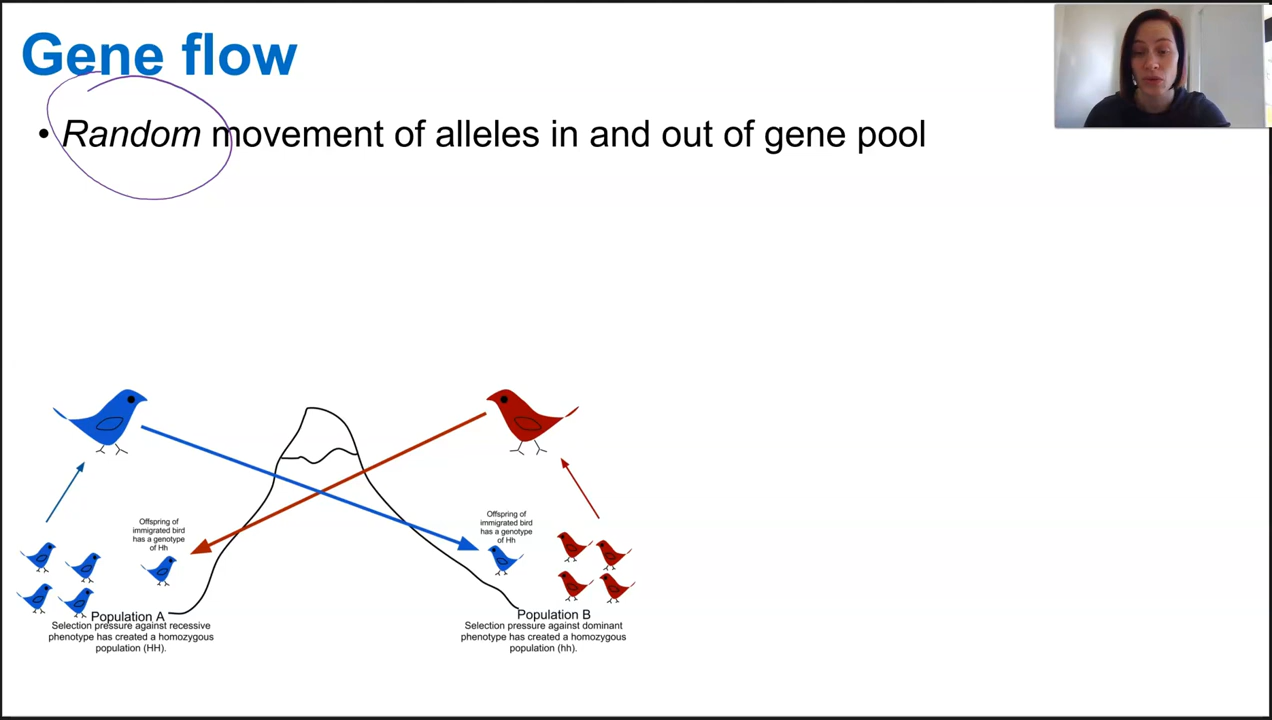 Gene flow
• Random movement of alleles in and out of gene pool
Offspring of
immigrated bird
has a genotype
of Hh
Offspring of
immigrated bird
has a genotype
of Hh
Population A
Selection pressure against recessive
phenotype has created a homozygous
population (HH).
Population B
Selection pressure against dominant
phenotype has created a homozygous
population (hh).